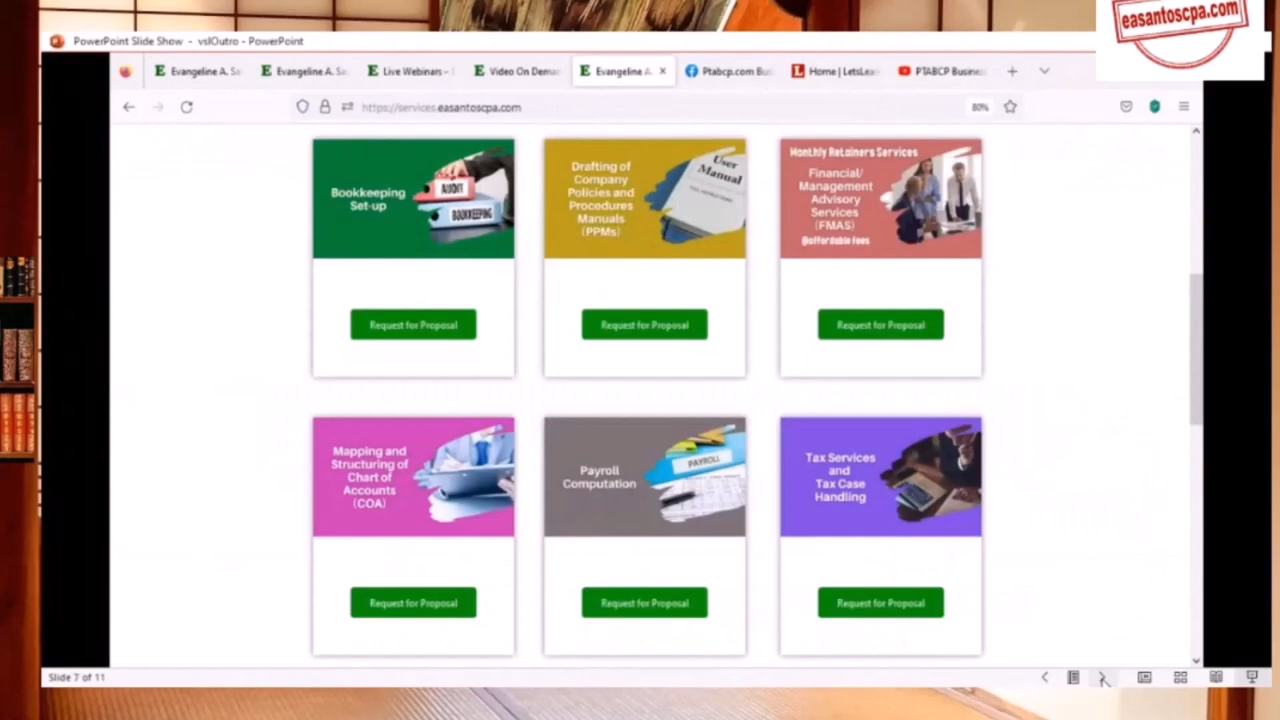 easantoscpa.com
PowerPoint Slide Show - vslOutro - PowerPoint
Evangeline A. Sa
Evangeline A. Sa
Live Webinars –
Video On Deman
Evangeline A.
Ptabcp.com Bus
Home | LetsLea
PTABCP Business
https://services.easantoscpa.com
80%
Bookkeeping
Set-up
AUDIT
BOOKKEEPING
Drafting of
Company
Policies and
Procedures
Manuals
(PPMs)
User
Manual
Monthly Retainers Services
Financial/
Management
Advisory
Services
(FMAS)
@affordable fees
Request for Proposal
Request for Proposal
Request for Proposal
Mapping and
Structuring of
Chart of
Accounts
(COA)
Payroll
Computation
PAYROLL
Tax Services
and
Tax Case
Handling
Request for Proposal
Request for Proposal
Request for Proposal
Slide 7 of 11